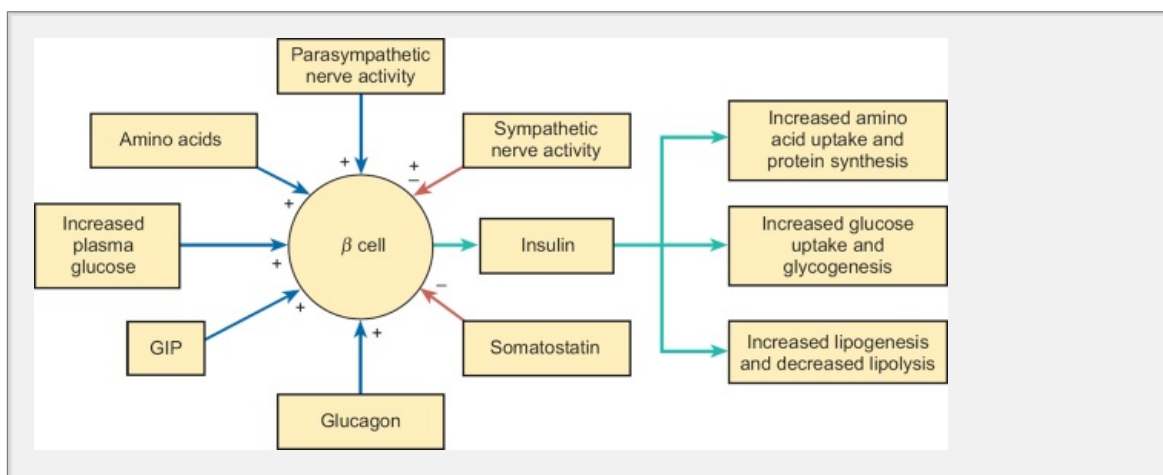 Parasympathetic
nerve activity
Amino acids
Sympathetic
nerve activity
Increased amino
acid uptake and
protein synthesis
+
+
–
+
Increased
plasma
glucose
β cell
Insulin
Increased glucose
uptake and
glycogenesis
+
–
+
GIP
+
Somatostatin
Increased lipogenesis
and decreased lipolysis
Glucagon